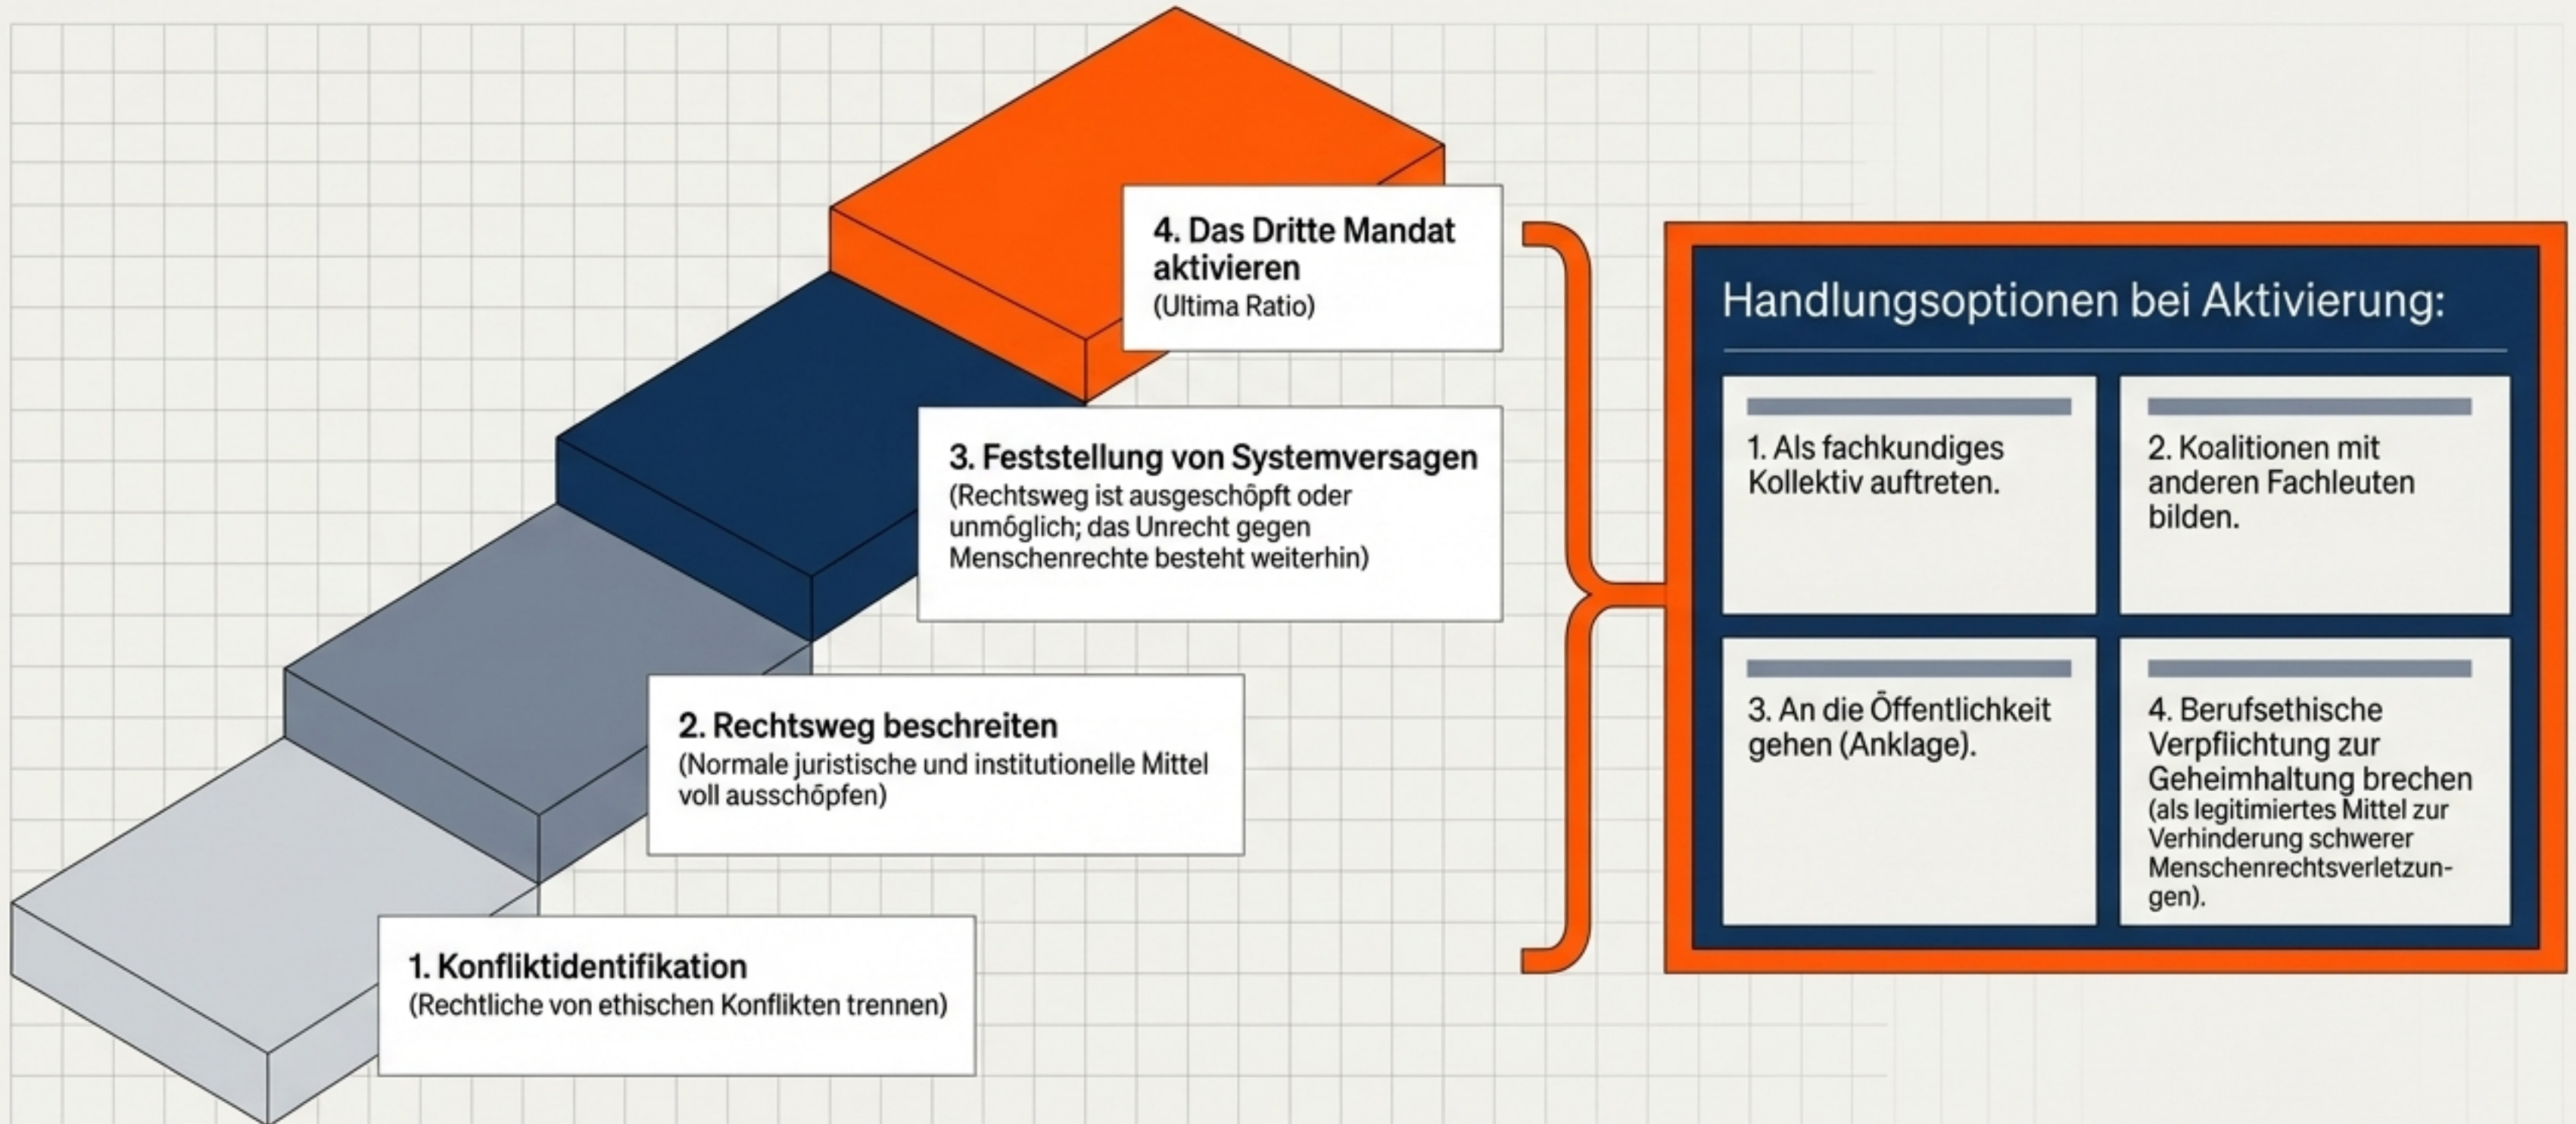 4. Das Dritte Mandat
aktivieren
(Ultima Ratio)
3. Feststellung von Systemversagen
(Rechtsweg ist ausgeschöpft oder
unmöglich; das Unrecht gegen
Menschenrechte besteht weiterhin)
2. Rechtsweg beschreiten
(Normale juristische und institutionelle Mittel
voll ausschöpfen)
1. Konfliktidentifikation
(Rechtliche von ethischen Konflikten trennen)
Handlungsoptionen bei Aktivierung:
1. Als fachkundiges
Kollektiv auftreten.
2. Koalitionen mit
anderen Fachleuten
bilden.
3. An die Öffentlichkeit
gehen (Anklage).
4. Berufsethische
Verpflichtung zur
Geheimhaltung brechen
(als legitimiertes Mittel zur
Verhinderung schwerer
Menschenrechtsverletzun-
gen).